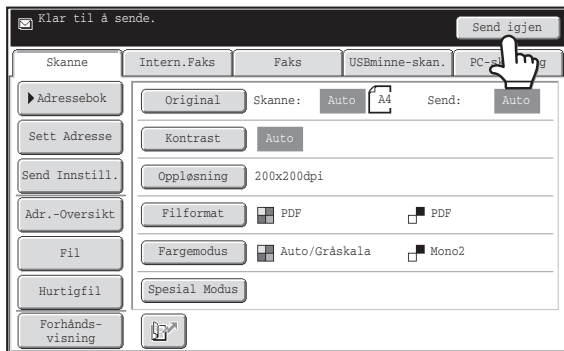 Klar til å sende.
Send igjen
Skanne
Intern.Faks
Faks
USBminne-skan.
Adressebok
Original
Skanne:
Auto
A4
Send:
Auto
Sett Adresse
Kontrast
Auto
Send Innstill.
Oppløsning
200x200dpi
Adr.-Oversikt
Filformat
PDF
PDF
Fil
Fargemodus
Auto/Gråskala
Mono2
Hurtigfil
Spesial Modus
Forhånds-
visning